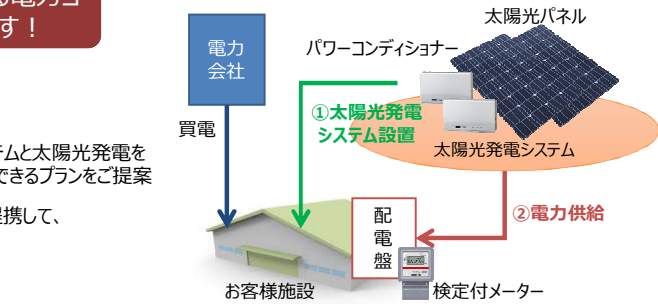 る電力コ
す！
テムと太陽光発電を
できるプランをご提案
提携して、
電力
会社
買電
太陽光パネル
パワーコンディショナー
①太陽光発電
システム設置
太陽光発電システム
②電力供給
配
電
盤
お客様施設
検定付メーター